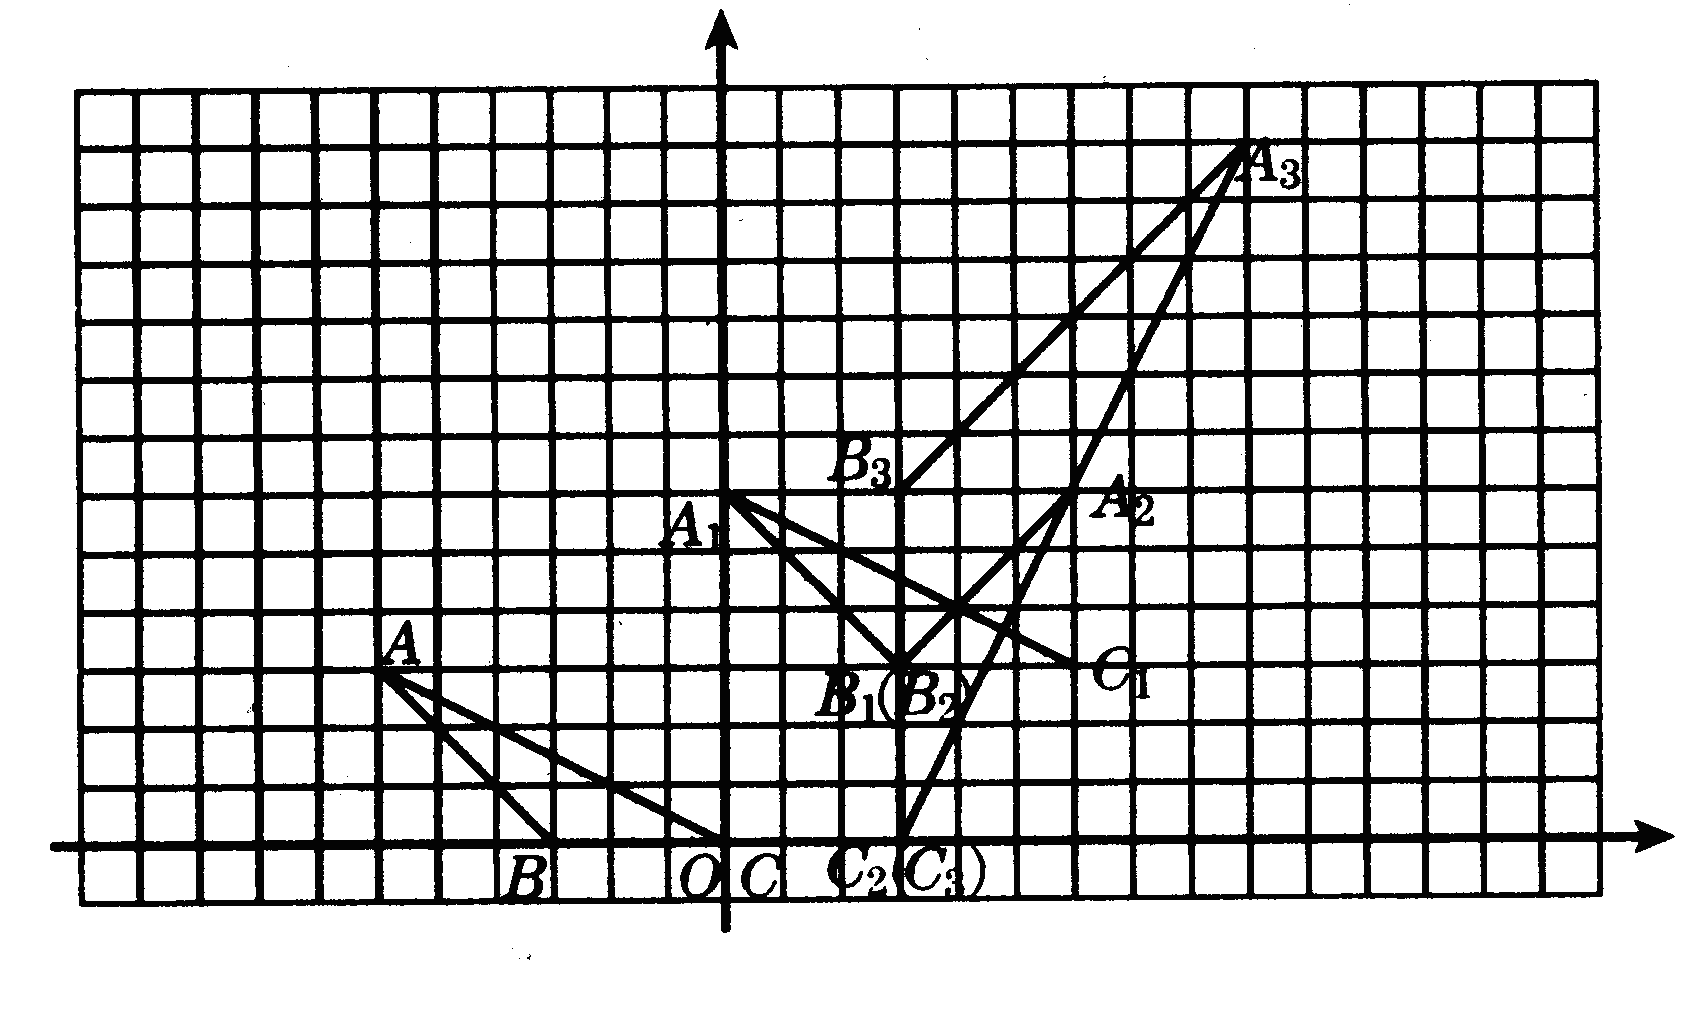 A₃
B₃
A₁ A₂
A
B₁(B₂) C₁
B O C C₂(C₃)